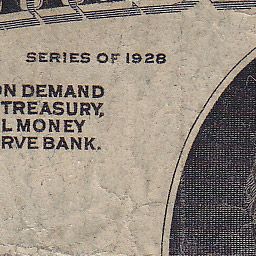 SERIES OF 1928
ON DEMAND
TREASURY,
L MONEY
RVE BANK.